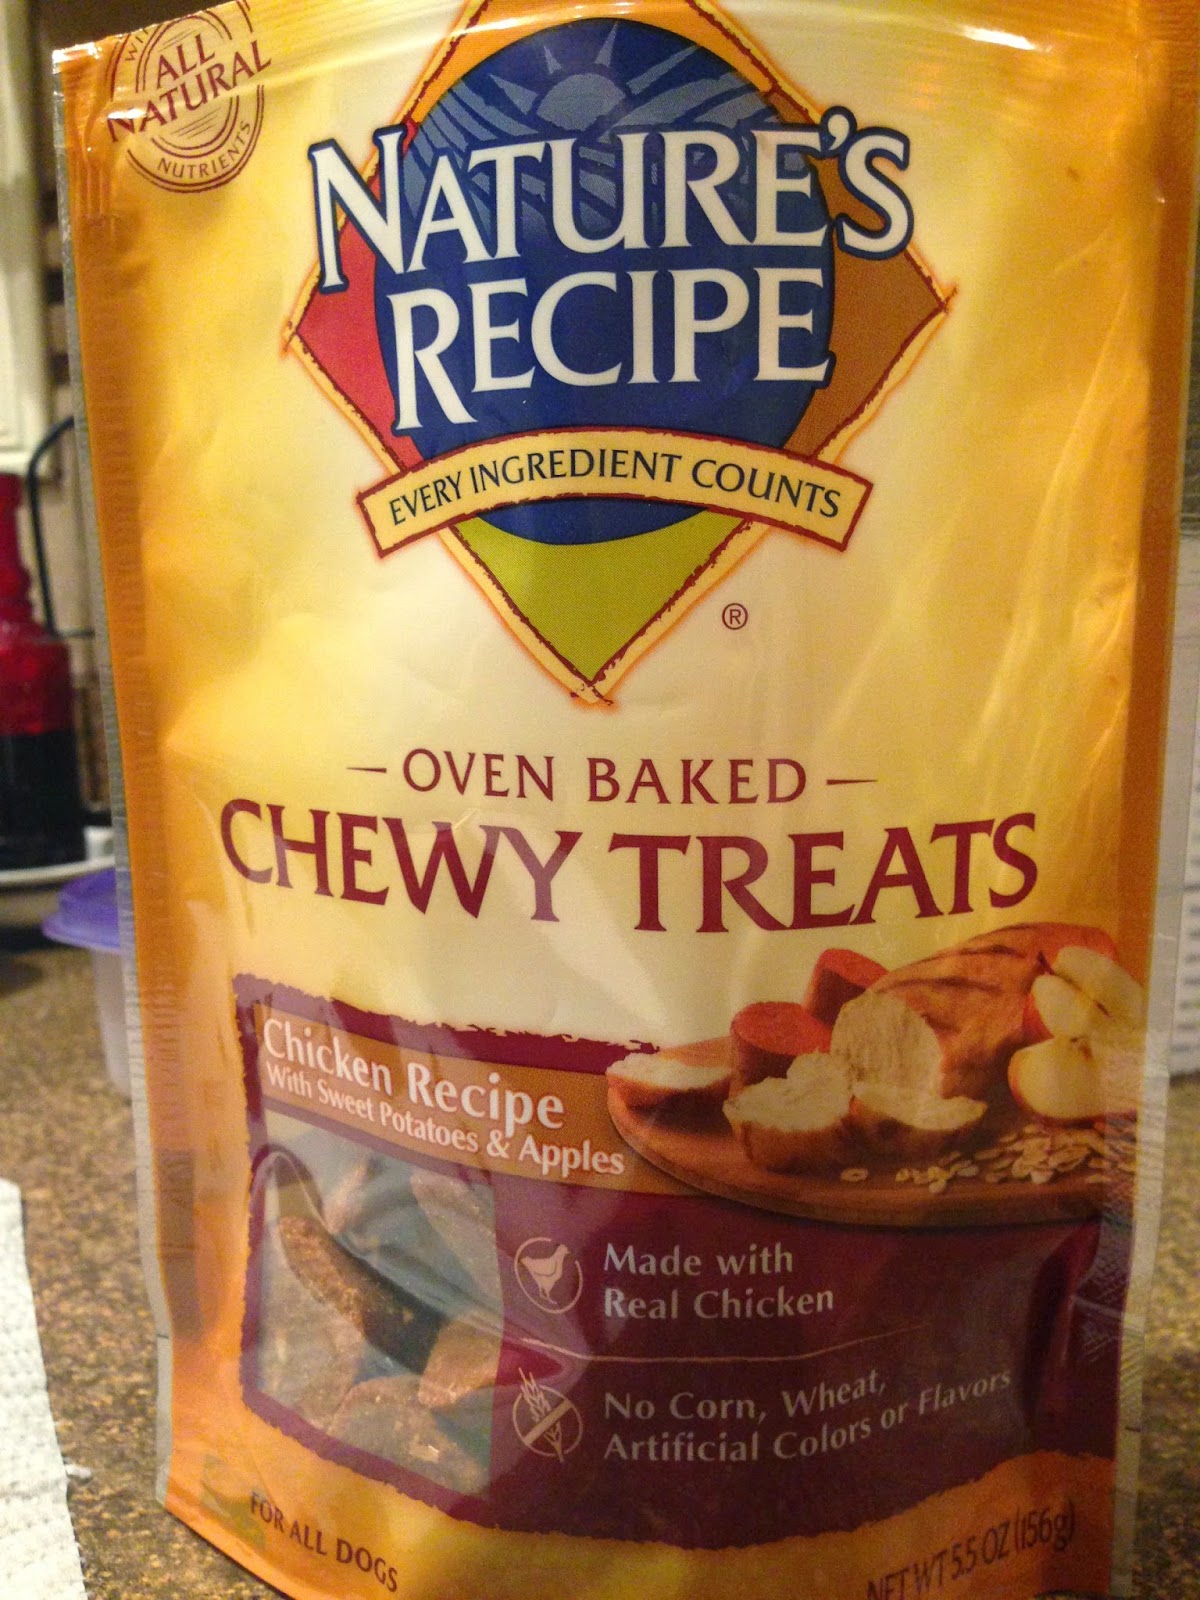 WITH
ALL
NATURAL
NUTRIENTS
NATURE'S
RECIPE
EVERY INGREDIENT COUNTS
®
– OVEN BAKED –
CHEWY TREATS
Chicken Recipe
With Sweet Potatoes & Apples
Made with
Real Chicken
No Corn, Wheat,
Artificial Colors or Flavors
FOR ALL DOGS
NET WT 5.5 OZ (156g)